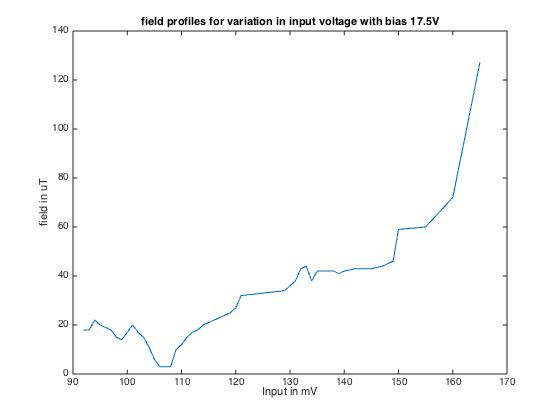 field profiles for variation in input voltage with bias 17.5V
140
120
100
80
60
40
20
0
field in uT
90 100 110 120 130 140 150 160 170
Input in mV